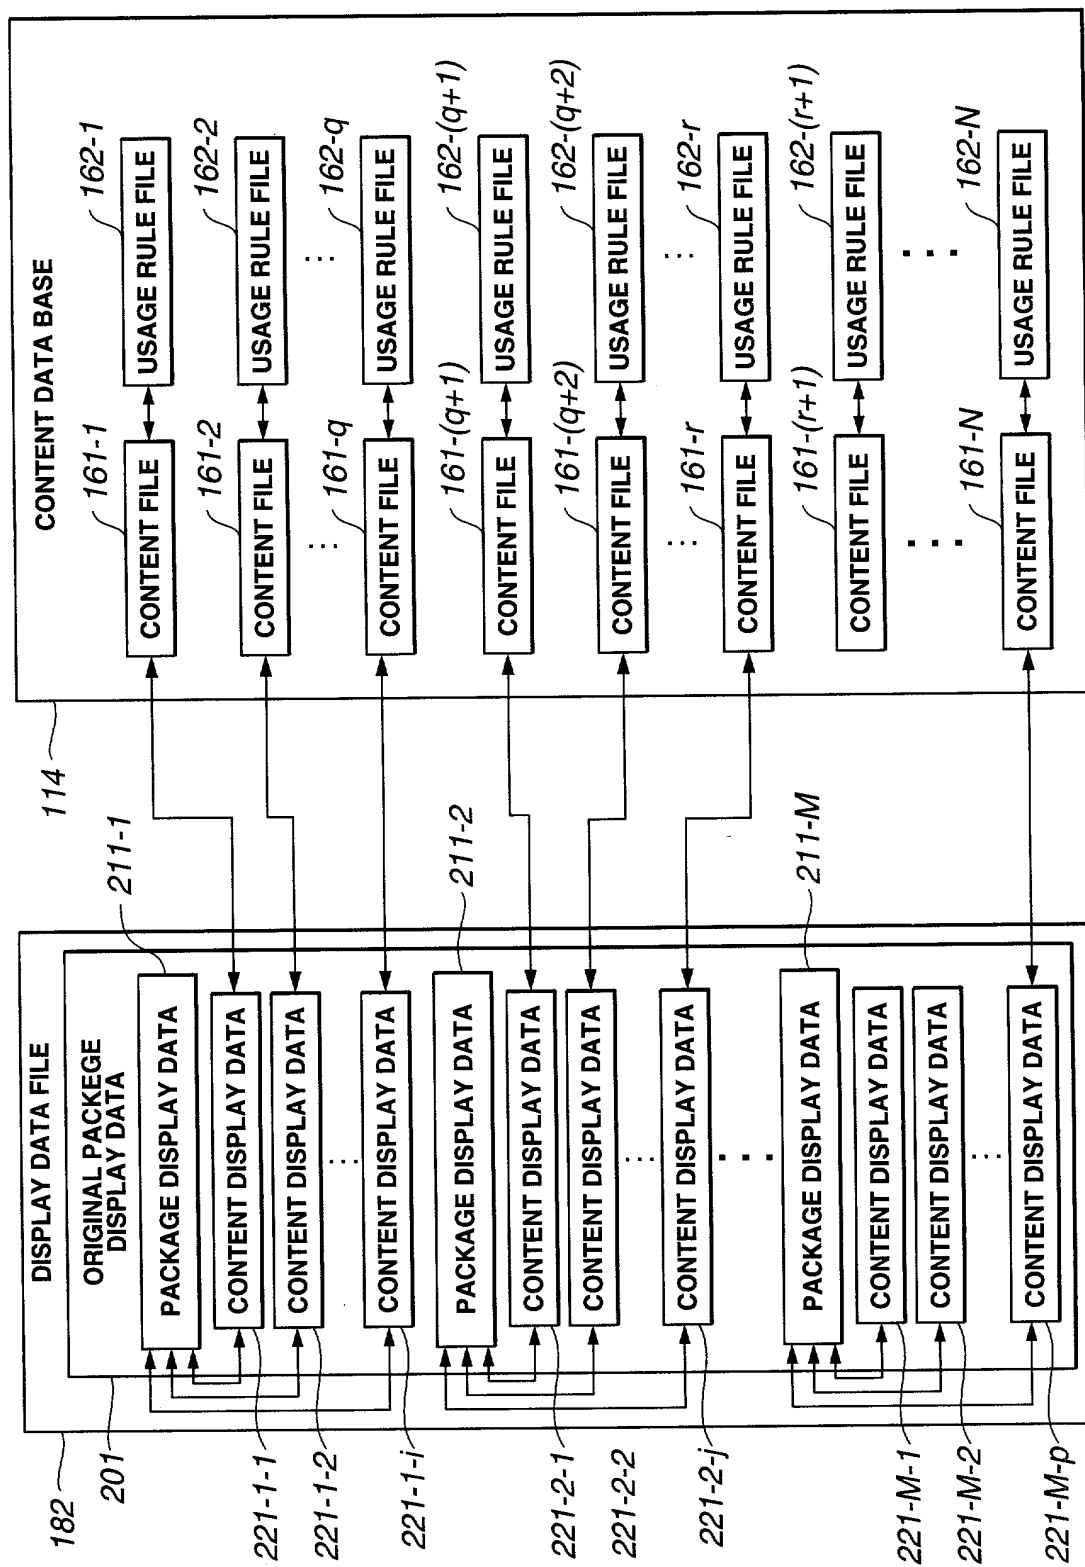 DISPLAY DATA FILE
ORIGINAL PACKEGE
DISPLAY DATA
PACKAGE DISPLAY DATA
CONTENT DISPLAY DATA
CONTENT DISPLAY DATA
...
CONTENT DISPLAY DATA
PACKAGE DISPLAY DATA
CONTENT DISPLAY DATA
CONTENT DISPLAY DATA
...
CONTENT DISPLAY DATA
...
PACKAGE DISPLAY DATA
CONTENT DISPLAY DATA
CONTENT DISPLAY DATA
...
CONTENT DISPLAY DATA
182
201
221-1-1
221-1-2
221-1-i
221-2-1
221-2-2
221-2-j
221-M-1
221-M-2
221-M-p
211-1
211-2
211-M
114
CONTENT DATA BASE
161-1
CONTENT FILE
162-1
USAGE RULE FILE
161-2
CONTENT FILE
162-2
USAGE RULE FILE
... ...
161-q
CONTENT FILE
162-q
USAGE RULE FILE
161-(q+1)
CONTENT FILE
162-(q+1)
USAGE RULE FILE
161-(q+2)
CONTENT FILE
162-(q+2)
USAGE RULE FILE
... ...
161-r
CONTENT FILE
162-r
USAGE RULE FILE
161-(r+1)
CONTENT FILE
162-(r+1)
USAGE RULE FILE
... ...
161-N
CONTENT FILE
162-N
USAGE RULE FILE